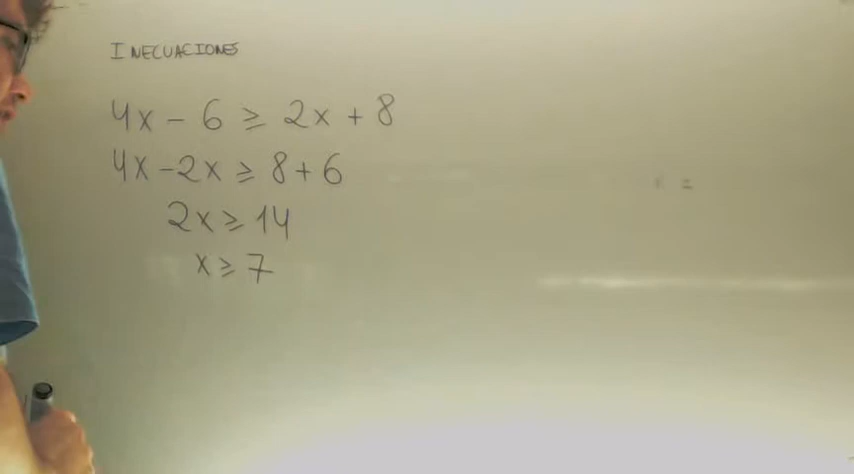 INECUACIONES
4x - 6 ≥ 2x + 8
4x - 2x ≥ 8 + 6
2x ≥ 14
x ≥ 7